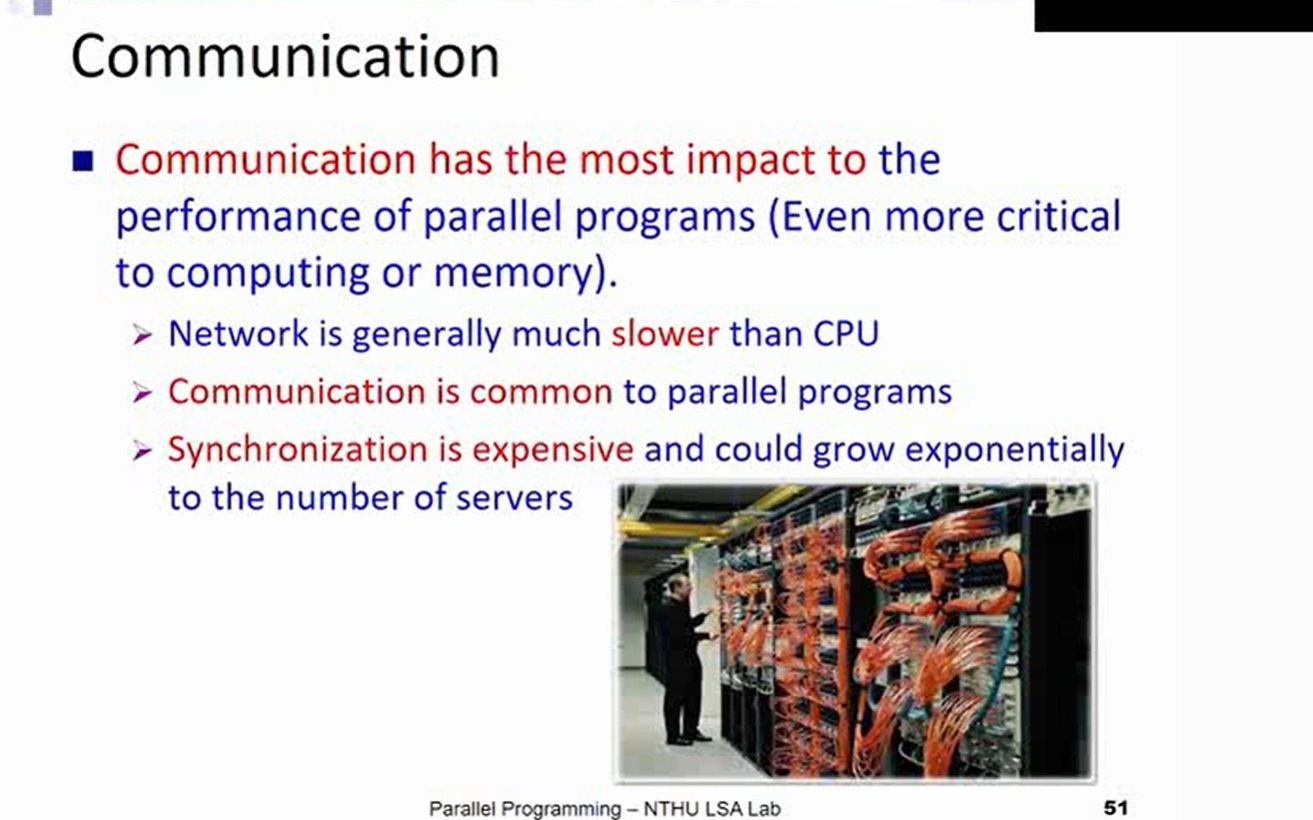 Communication
Communication has the most impact to the
performance of parallel programs (Even more critical
to computing or memory).
Network is generally much slower than CPU
Communication is common to parallel programs
Synchronization is expensive and could grow exponentially
to the number of servers
Parallel Programming – NTHU LSA Lab
51